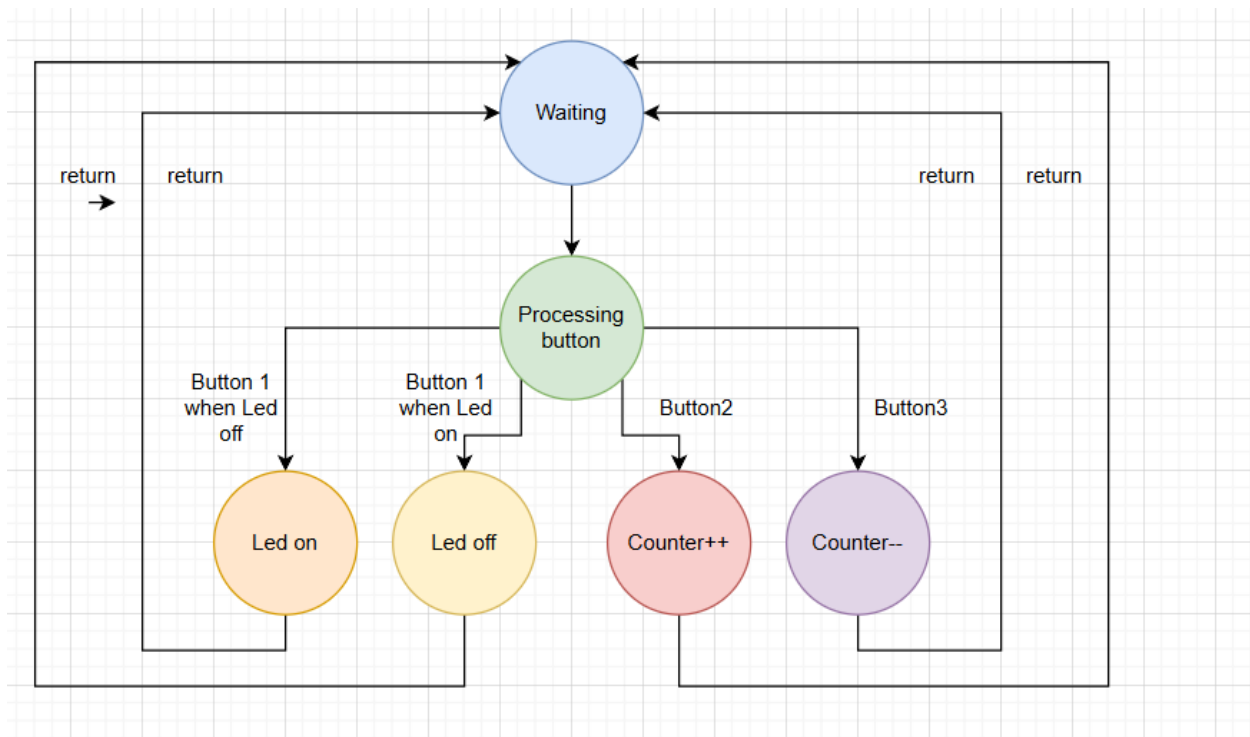 Waiting
return
return
return
return
Processing
button
Button 1
when Led
off
Button 1
when Led
on
Button2
Button3
Led on
Led off
Counter++
Counter--